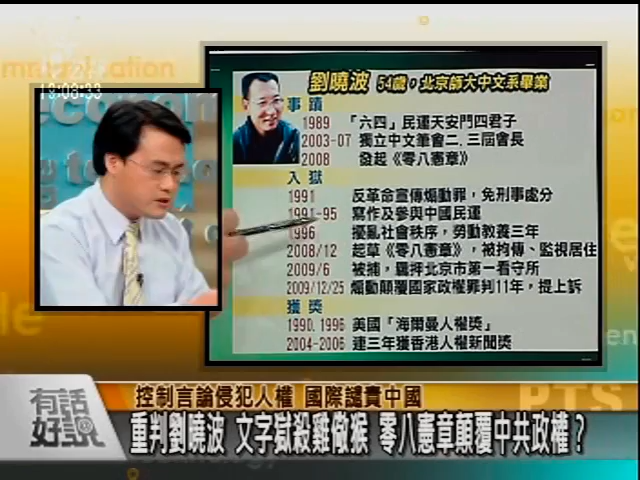 19:08:33
劉曉波 54歲，北京師大中文系畢業
事蹟
1989 「六四」民運天安門四君子
2003-07 獨立中文筆會二.三屆會長
2008 發起《零八憲章》
入獄
1991 反革命宣傳煽動罪，免刑事處分
1991-95 寫作及參與中國民運
1996 擾亂社會秩序，勞動教養三年
2008/12 起草《零八憲章》，被拘傳、監視居住
2009/6 被捕，羈押北京市第一看守所
2009/12/25 煽動顛覆國家政權罪判11年，提上訴
獲獎
1990.1996 美國「海爾曼人權獎」
2004-2006 連三年獲香港人權新聞獎
控制言論侵犯人權 國際譴責中國
有話好說
重判劉曉波 文字獄殺雞儆猴 零八憲章顛覆中共政權？
PTS